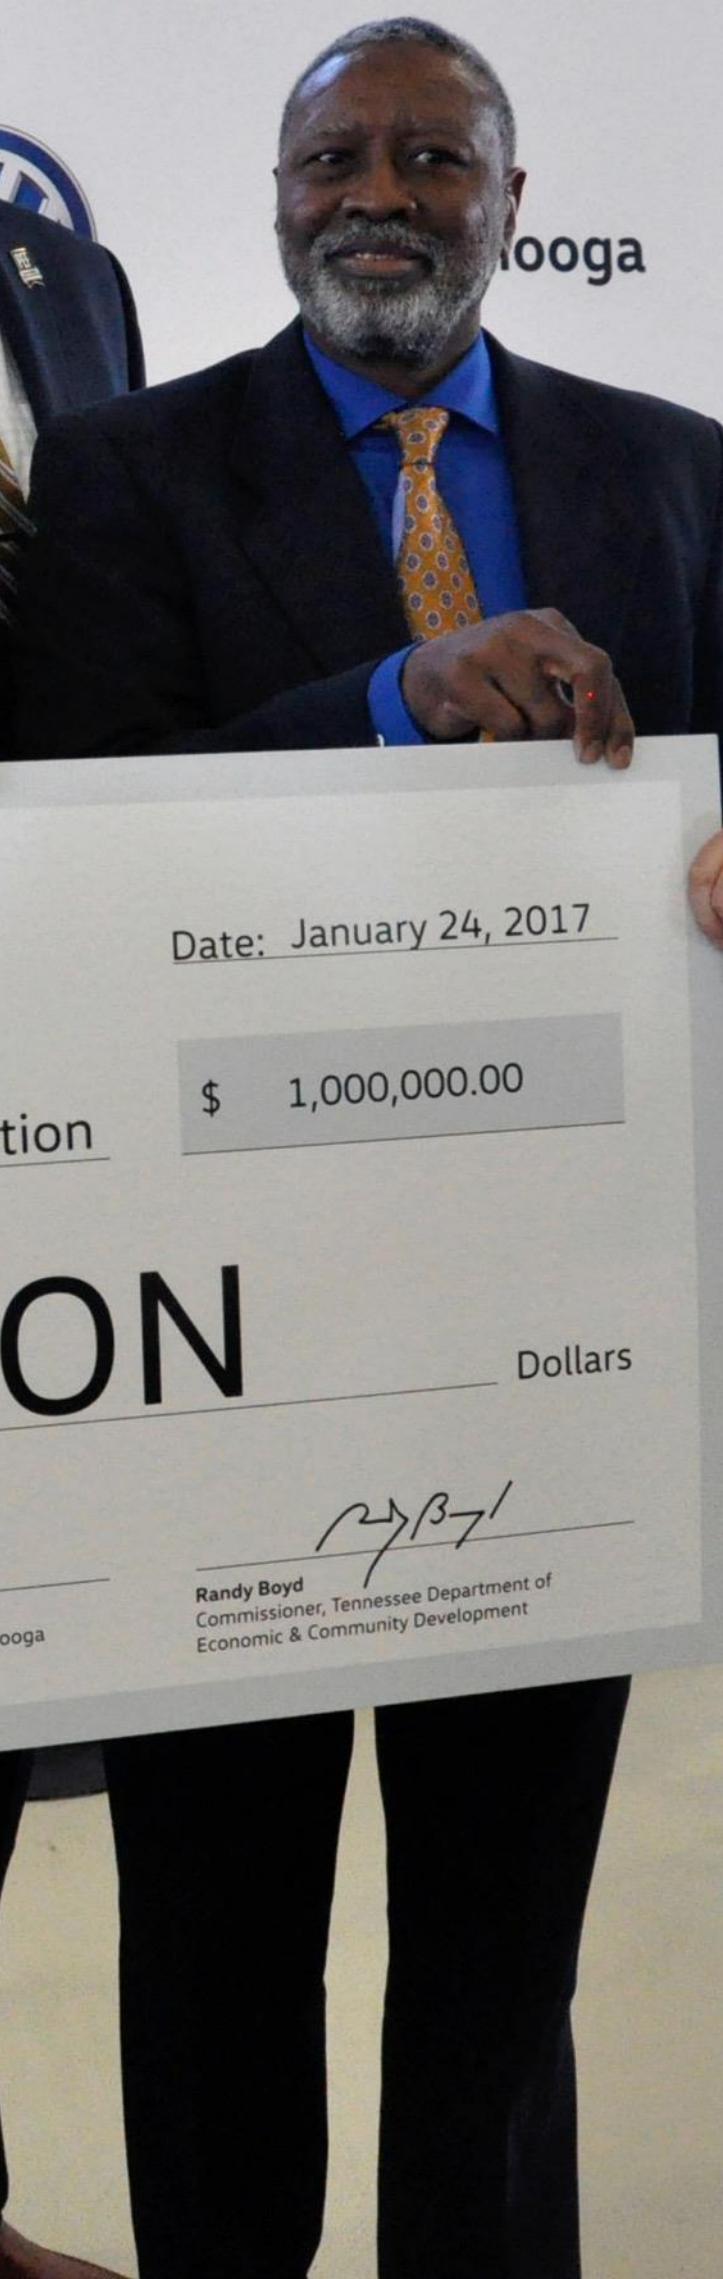 ooga
Date: January 24, 2017
$ 1,000,000.00
tion
ON
Dollars
Randy Boyd
Commissioner, Tennessee Department of
Economic & Community Development
ooga